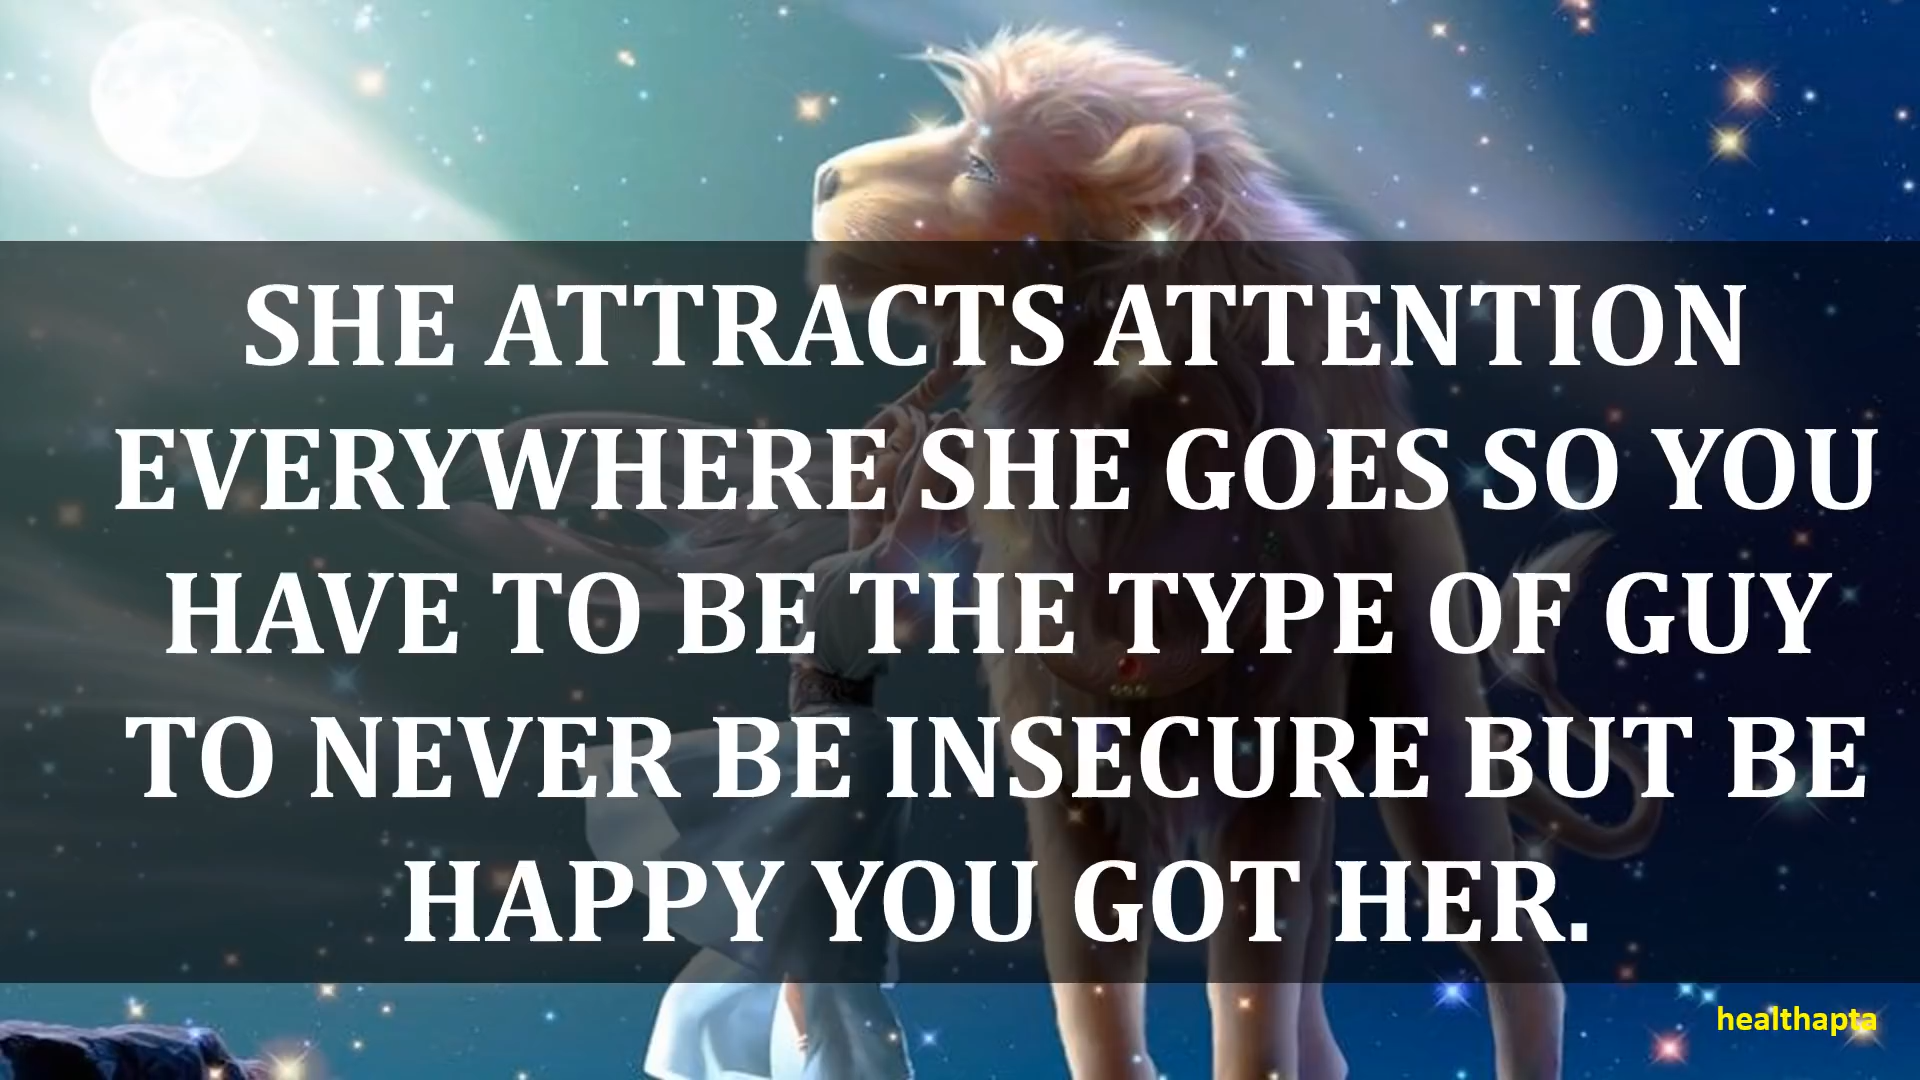 SHE ATTRACTS ATTENTION
EVERYWHERE SHE GOES SO YOU
HAVE TO BE THE TYPE OF GUY
TO NEVER BE INSECURE BUT BE
HAPPY YOU GOT HER.
healthapta